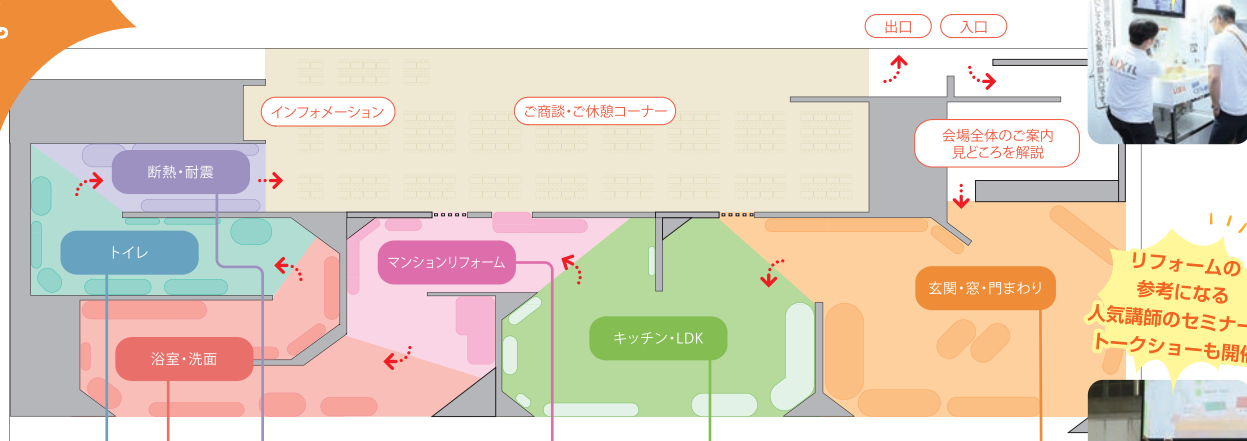 出口
入口
インフォメーション
ご商談・ご休憩コーナー
会場全体のご案内
見どころを解説
断熱・耐震
トイレ
マンションリフォーム
玄関・窓・門まわり
キッチン・LDK
浴室・洗面
リフォームの
参考になる
人気講師のセミナー
トークショーも開催
LIXIL